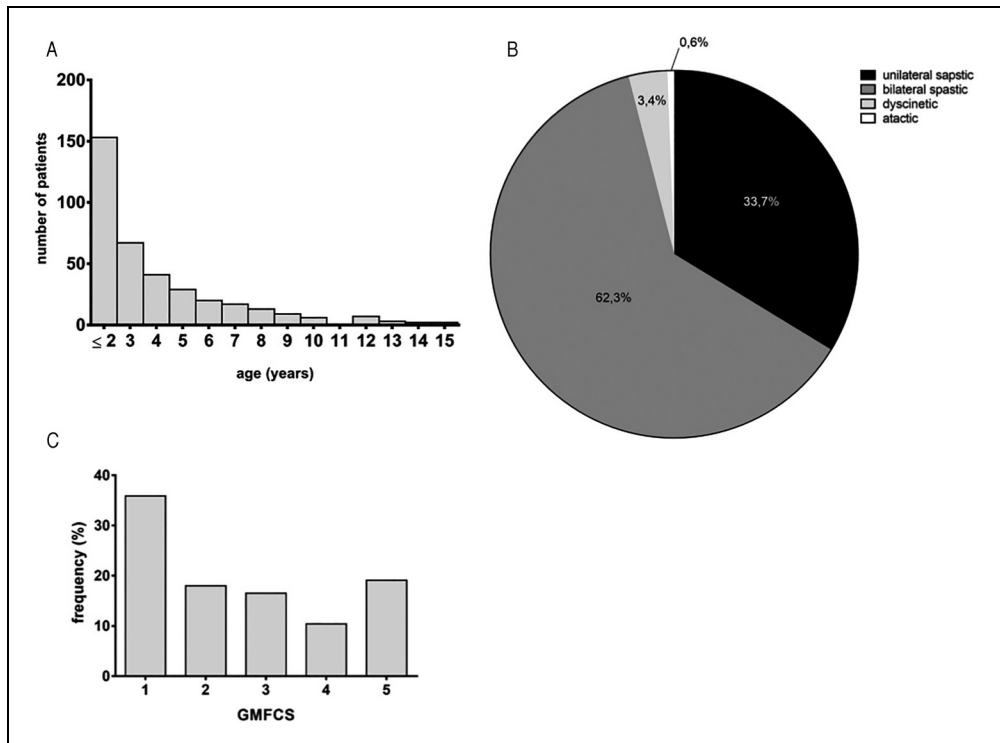 A
200
150
100
50
0
number of patients
≤ 2 3 4 5 6 7 8 9 10 11 12 13 14 15
age (years)
B
0,6%
3,4%
33,7%
62,3%
unilateral sapstic
bilateral spastic
dyscinetic
atactic
C
40
30
20
10
0
frequency (%)
1 2 3 4 5
GMFCS